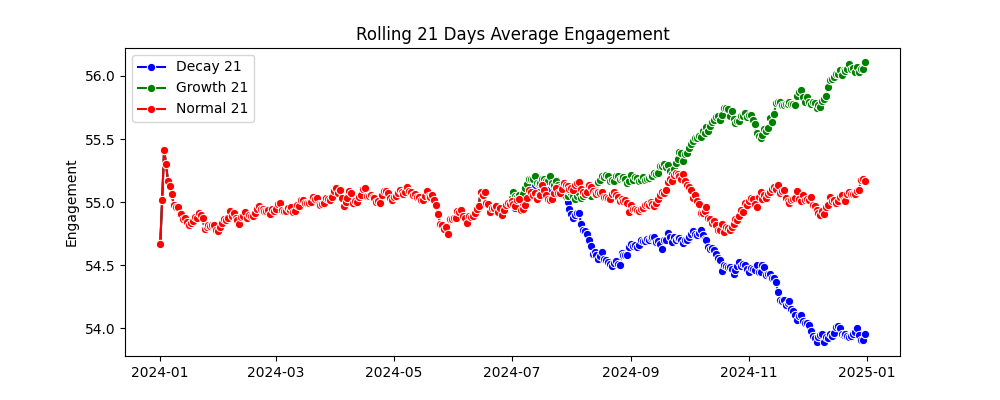 Rolling 21 Days Average Engagement
Decay 21
Growth 21
Normal 21
Engagement
56.0
55.5
55.0
54.5
54.0
2024-01
2024-03
2024-05
2024-07
2024-09
2024-11
2025-01